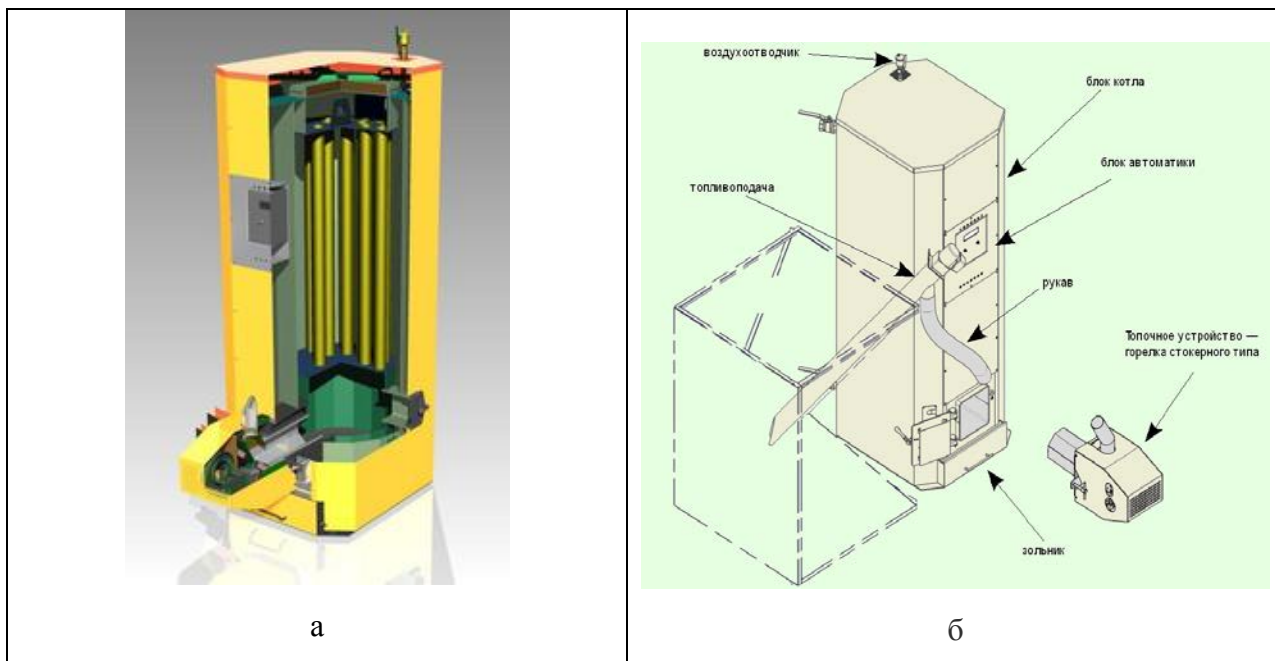 воздухоотводчик
блок котла
блок автоматики
топливоподача
рукав
Топочное устройство —
горелка стокерного типа
зольник
а
б